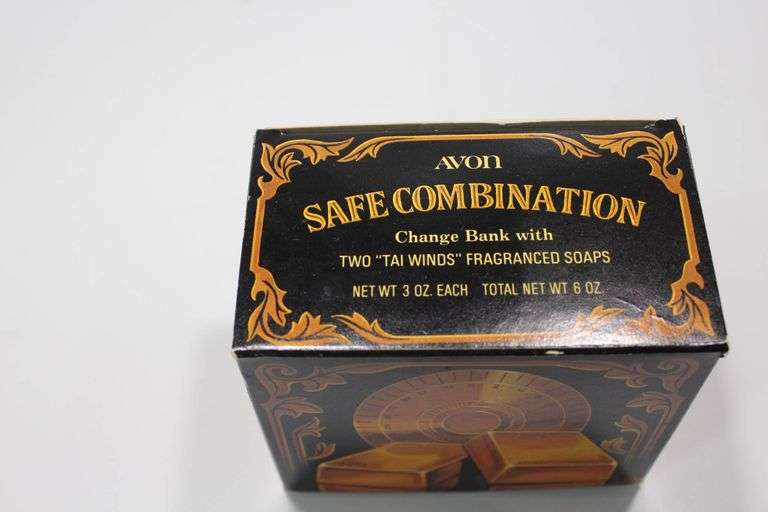 AVON
SAFE COMBINATION
Change Bank with
TWO "TAI WINDS" FRAGRANCED SOAPS
NET WT 3 OZ. EACH TOTAL NET WT 6 OZ.